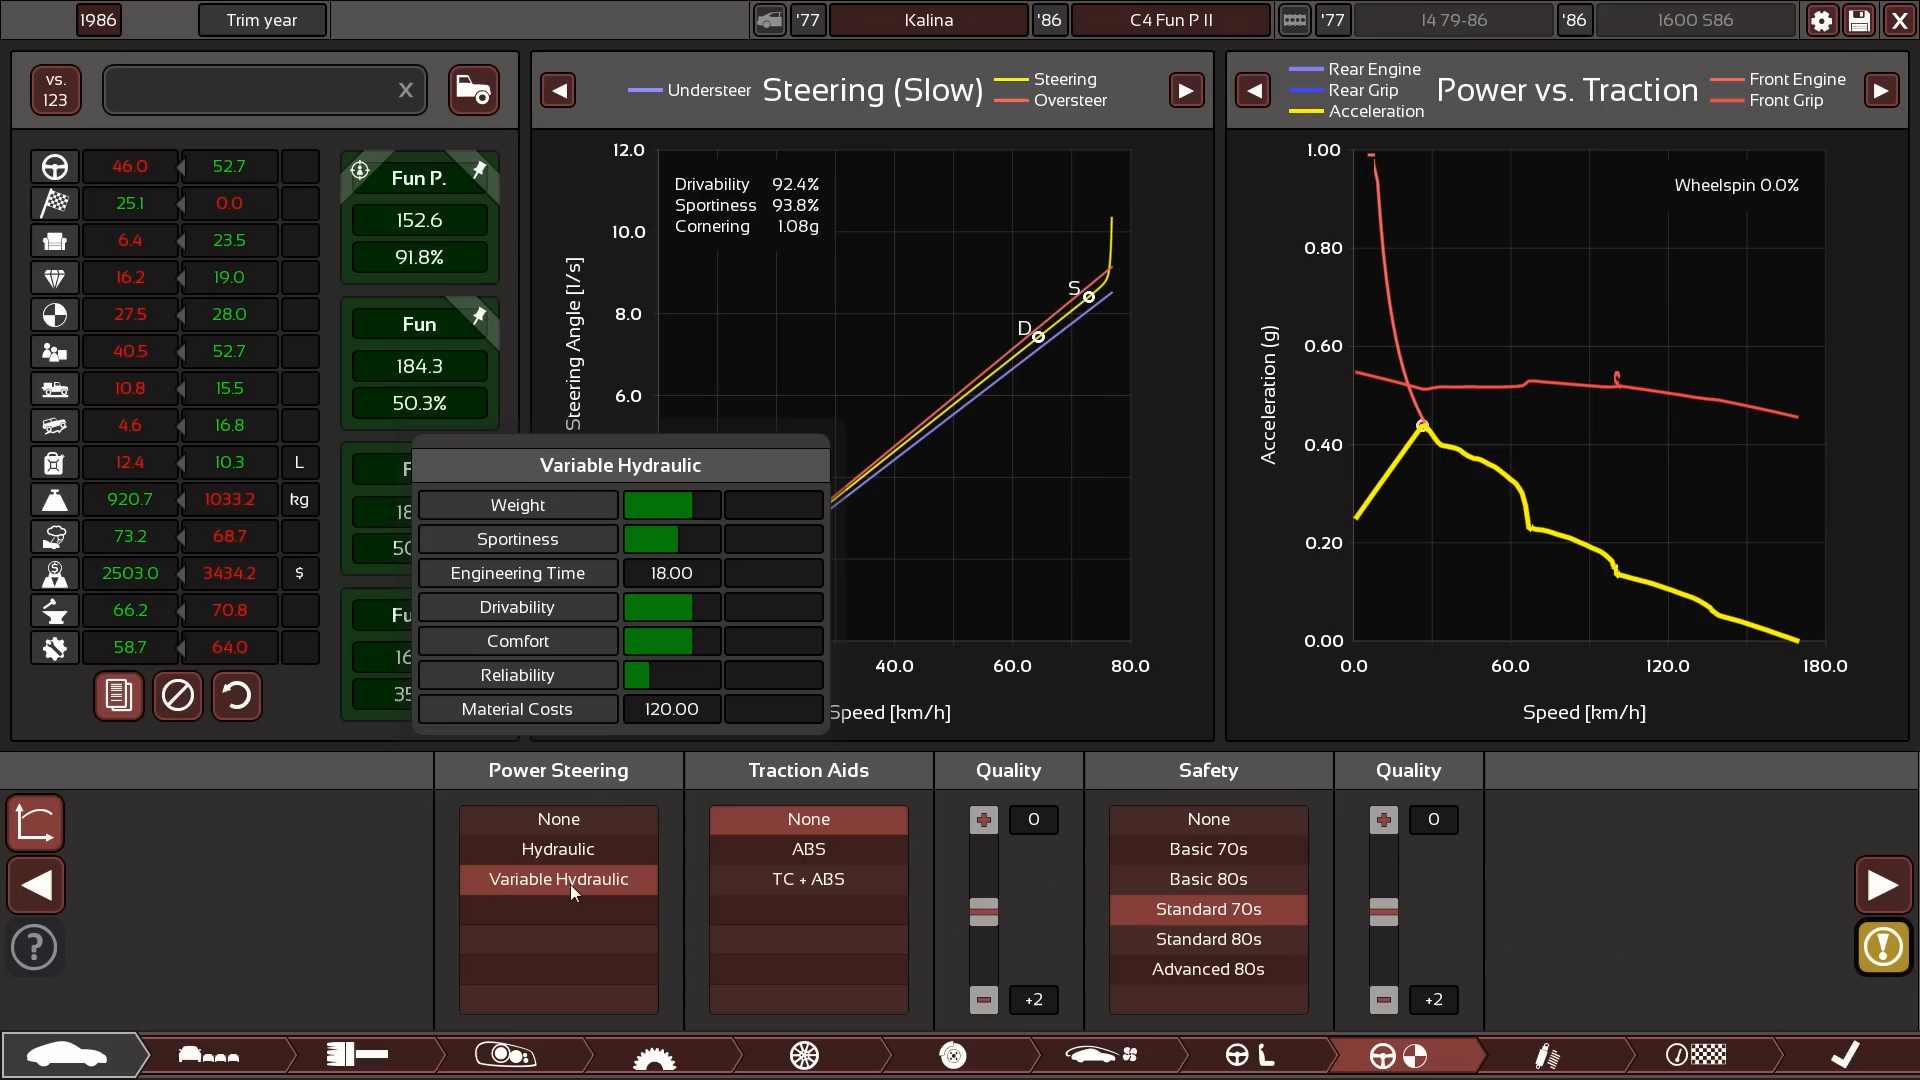 1986
Trim year
'77
Kalina
'86
C4 Fun P II
'77
I4 79-86
'86
1600 S86
X
vs.
123
x
Understeer
Steering (Slow)
Steering
Oversteer
Rear Engine
Rear Grip
Acceleration
Power vs. Traction
Front Engine
Front Grip
46.0 52.7
25.1 0.0
6.4 23.5
16.2 19.0
27.5 28.0
40.5 52.7
10.8 15.5
4.6 16.8
12.4 10.3 L
920.7 1033.2 kg
73.2 68.7
2503.0 3434.2 $
66.2 70.8
58.7 64.0
Fun P.
152.6
91.8%
Fun
184.3
50.3%
F
18
50
Fu
16
35
12.0
10.0
8.0
6.0
Steering Angle [1/s]
Drivability 92.4%
Sportiness 93.8%
Cornering 1.08g
S
D
40.0 60.0 80.0
Speed [km/h]
1.00
0.80
0.60
0.40
0.20
0.00
Acceleration (g)
Wheelspin 0.0%
0.0 60.0 120.0 180.0
Speed [km/h]
Variable Hydraulic
Weight
Sportiness
Engineering Time 18.00
Drivability
Comfort
Reliability
Material Costs 120.00
Power Steering
None
Hydraulic
Variable Hydraulic
Traction Aids
None
ABS
TC + ABS
Quality
0
+2
Safety
None
Basic 70s
Basic 80s
Standard 70s
Standard 80s
Advanced 80s
Quality
0
+2
?